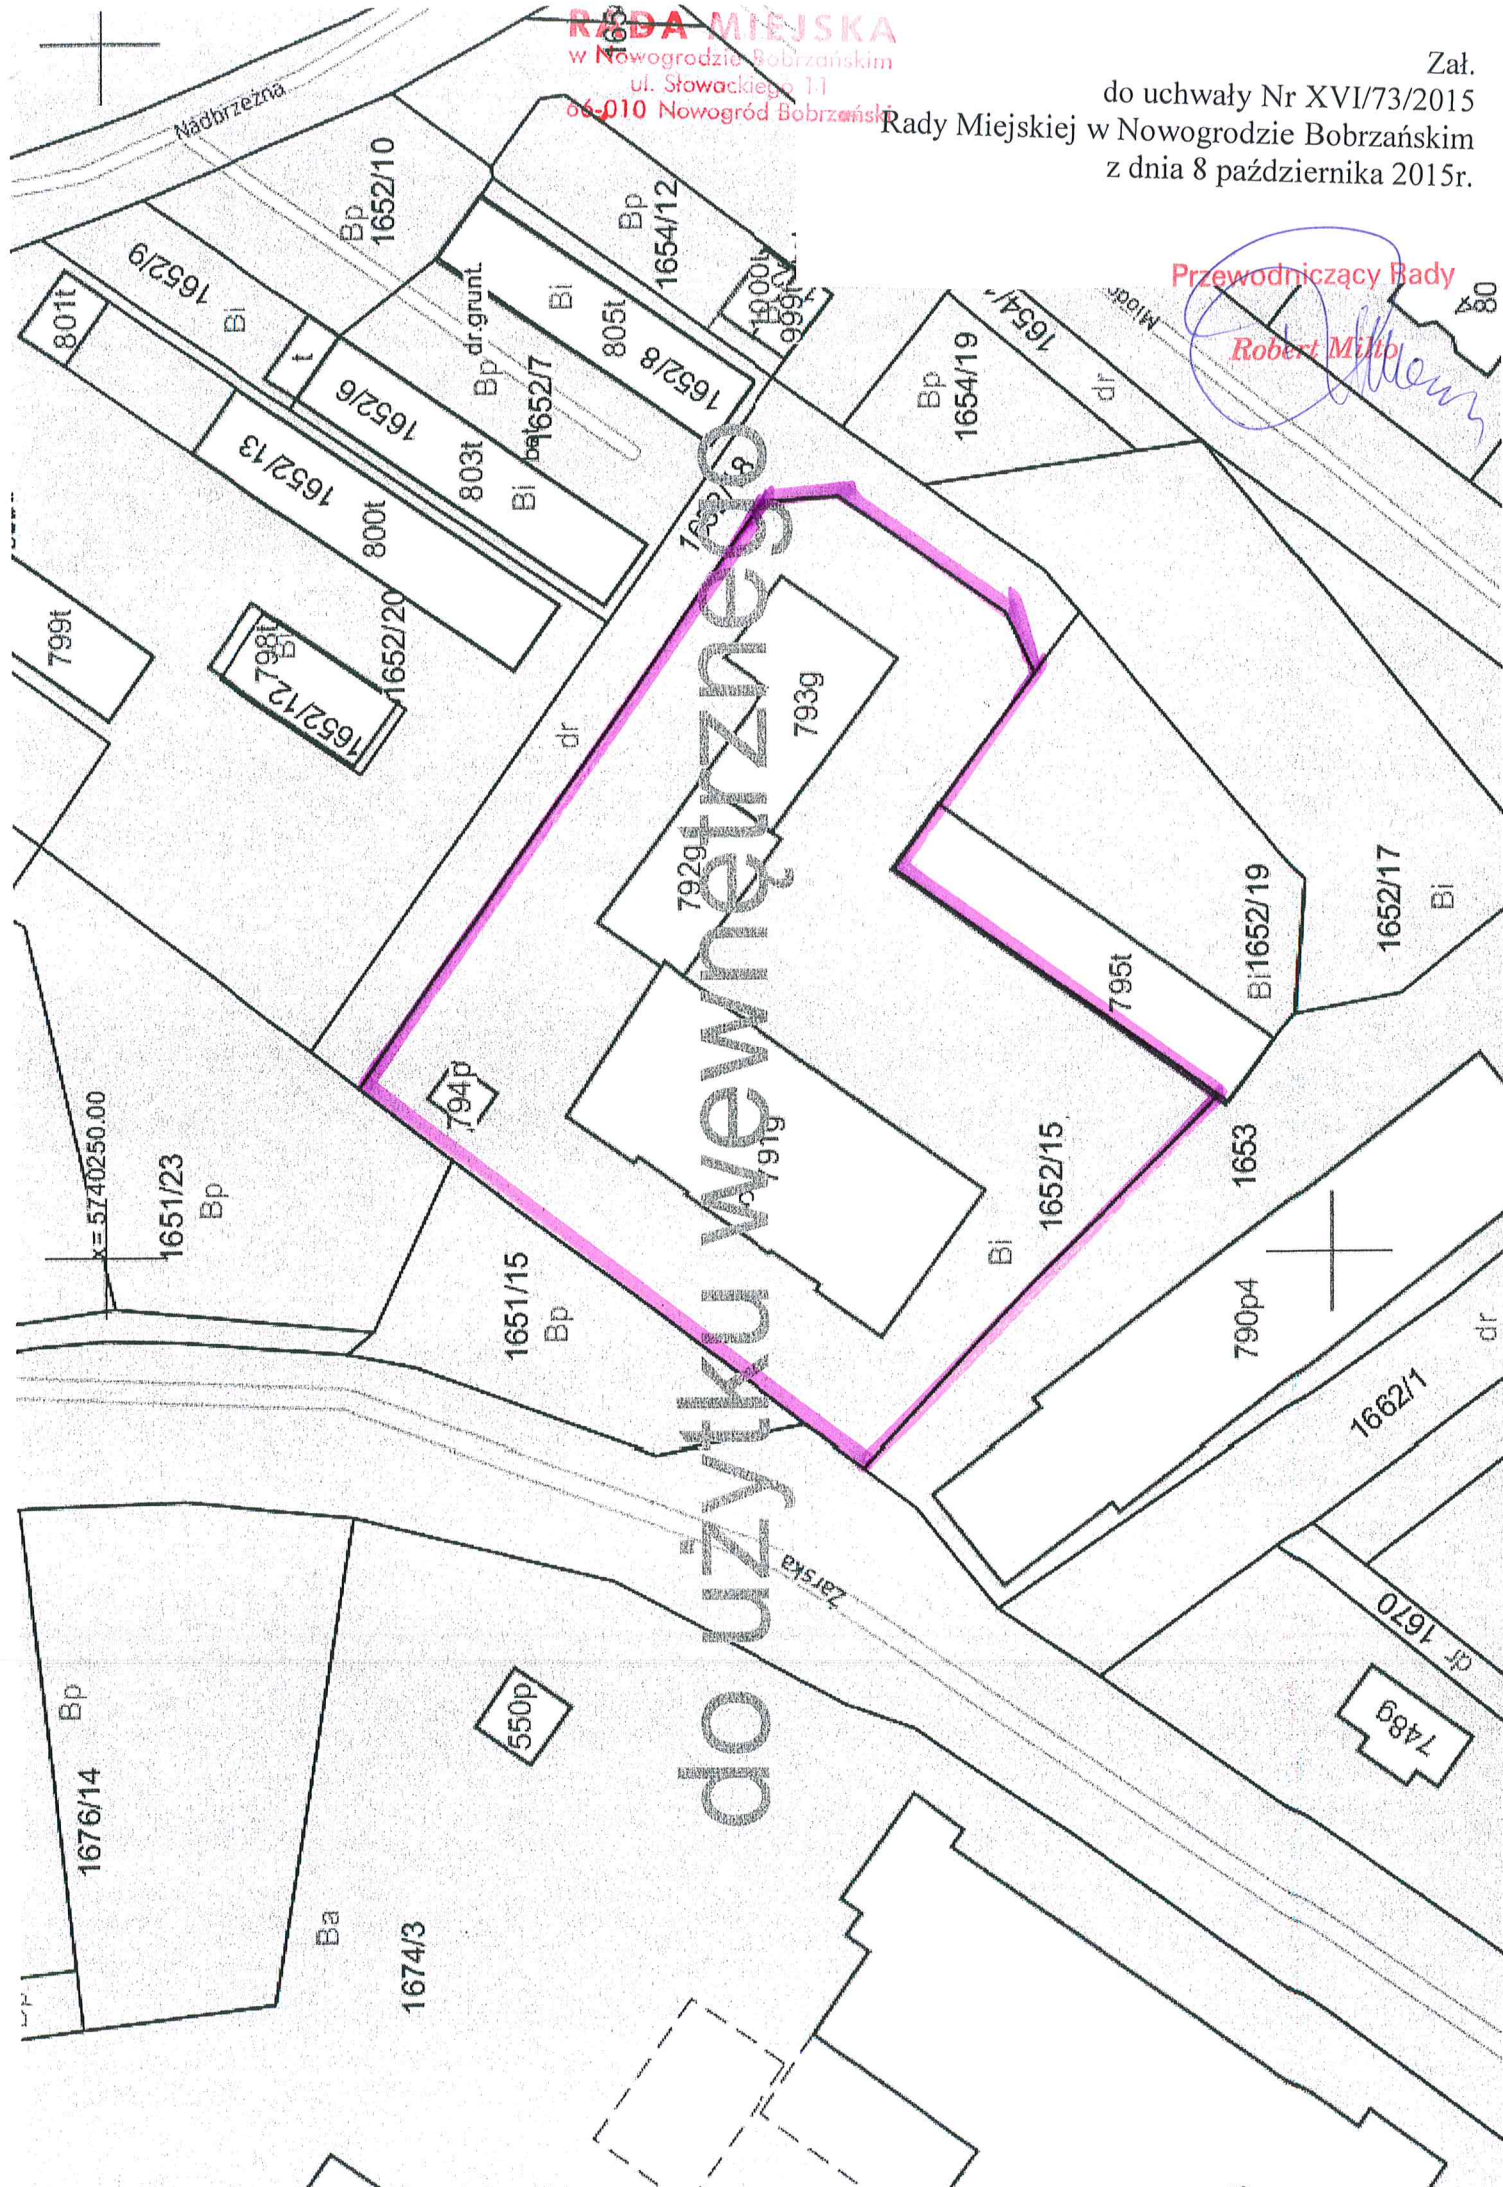 RADA MIEJSKA
w Nowogrodzie Bobrzańskim
ul. Słowackiego 11
66-010 Nowogród Bobrzański
Zał.
do uchwały Nr XVI/73/2015
Rady Miejskiej w Nowogrodzie Bobrzańskim
z dnia 8 października 2015r.
Przewodniczący Rady
Robert Milto
Nadbrzeżna
Bp
1652/10
Bp
1654/12
1652/9
Bi
801t
t
dr.grunt.
Bi
805t
1652/8
1000t
999t
Bp
1652/7
1652/6
803t
Bi
1652/13
800t
Bp
1654/19
dr
80
799t
798t
Bi
1652/12
1652/20
dr
793g
792g
794p
791g
795t
Bi 1652/19
1652/17
Bi
x=5740250.00
1651/23
Bp
1651/15
Bp
Bi
1652/15
1653
790p4
1662/1
dr
Żarska
dr 1670
748g
550p
Bp
1676/14
Ba
1674/3
do użytku wewnętrznego